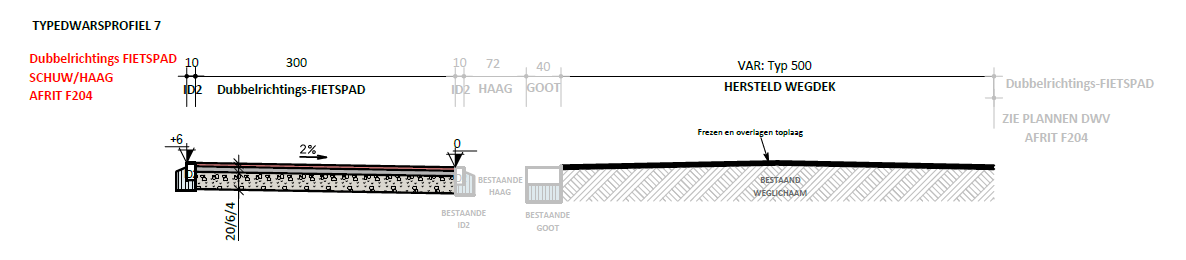 TYPEDWARSPROFIEL 7
Dubbelrichtings FIETSPAD
SCHUW/HAAG
AFRIT F204
10 300 10 72 40 VAR: Typ 500
ID2 Dubbelrichtings-FIETSPAD ID2 HAAG GOOT HERSTELD WEGDEK
Dubbelrichtings-FIETSPAD
ZIE PLANNEN DWV
AFRIT F204
+6 2% 0
Frezen en overlagen toplaag
BESTAANDE
HAAG
BESTAAND
WEGLICHAAM
20/6/4
BESTAANDE
ID2
BESTAANDE
GOOT